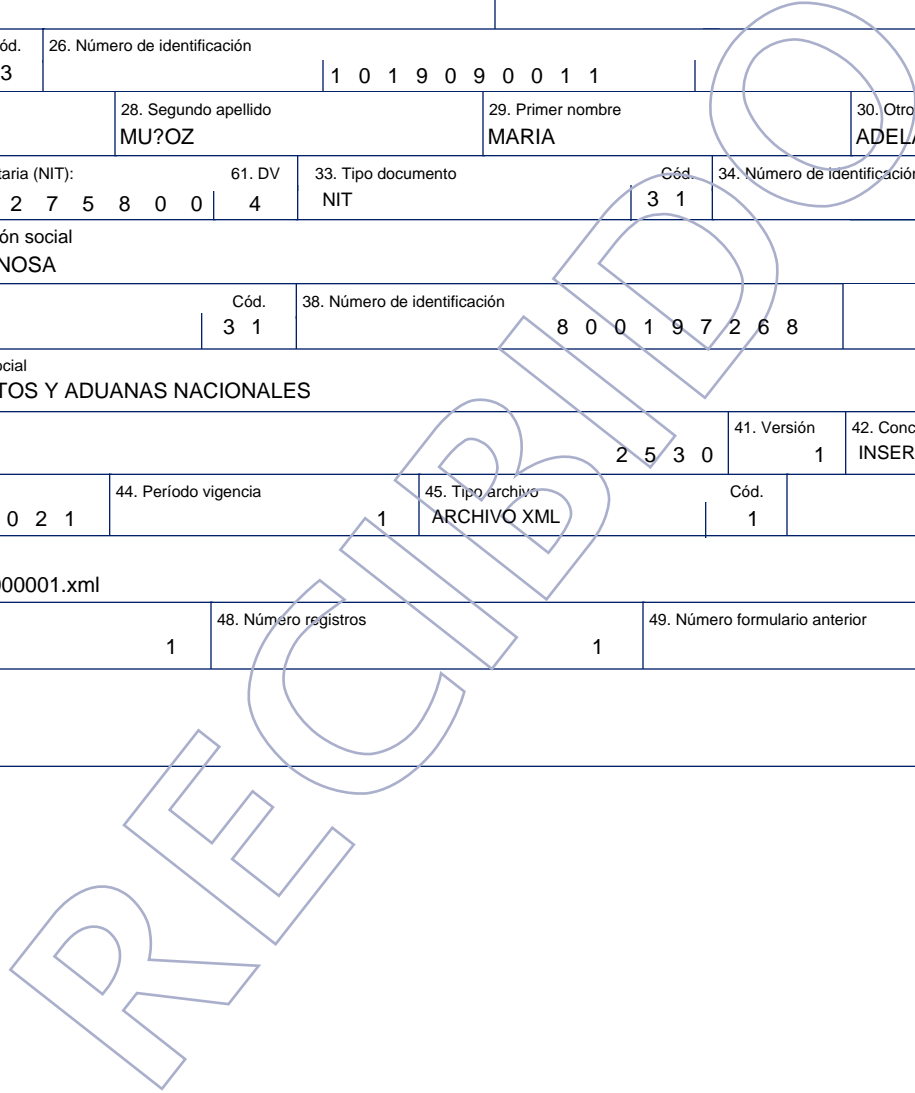 ód. 26. Número de identificación
3 1 0 1 9 0 9 0 0 1 1
28. Segundo apellido 29. Primer nombre 30. Otro
MU?OZ MARIA ADELA
taria (NIT): 61. DV 33. Tipo documento Cód. 34. Número de identificación
2 7 5 8 0 0 4 NIT 3 1
ón social
NOSA
Cód. 38. Número de identificación
3 1 8 0 0 1 9 7 2 6 8
ocial
TOS Y ADUANAS NACIONALES
41. Versión 42. Conc
2 5 3 0 1 INSER
44. Período vigencia 45. Tipo archivo Cód.
0 2 1 1 ARCHIVO XML 1
000001.xml
48. Número registros 49. Número formulario anterior
1 1
RECIBIDO